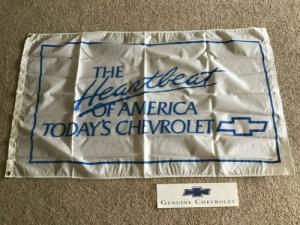 THE
Heartbeat
OF AMERICA
TODAY'S CHEVROLET
GENUINE CHEVROLET